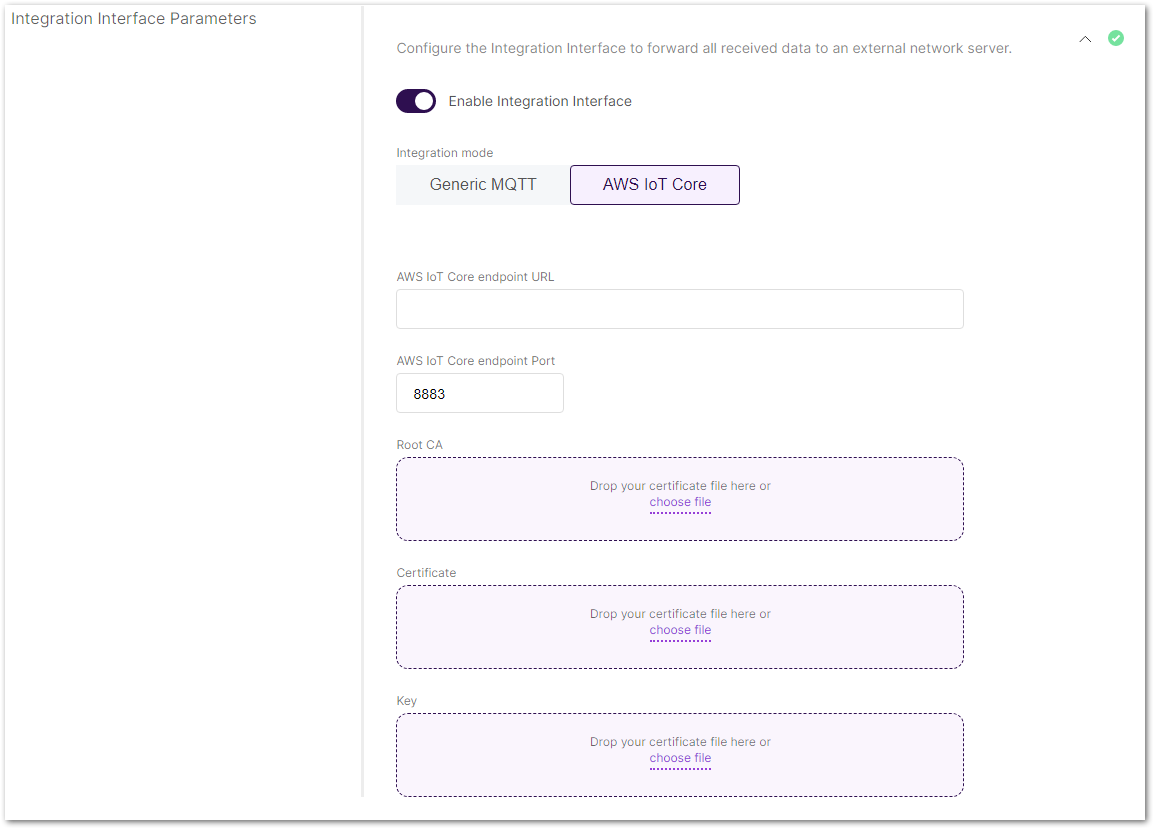 Integration Interface Parameters
Configure the Integration Interface to forward all received data to an external network server.
Enable Integration Interface
Integration mode
Generic MQTT
AWS IoT Core
AWS IoT Core endpoint URL
AWS IoT Core endpoint Port
8883
Root CA
Drop your certificate file here or
choose file
Certificate
Drop your certificate file here or
choose file
Key
Drop your certificate file here or
choose file